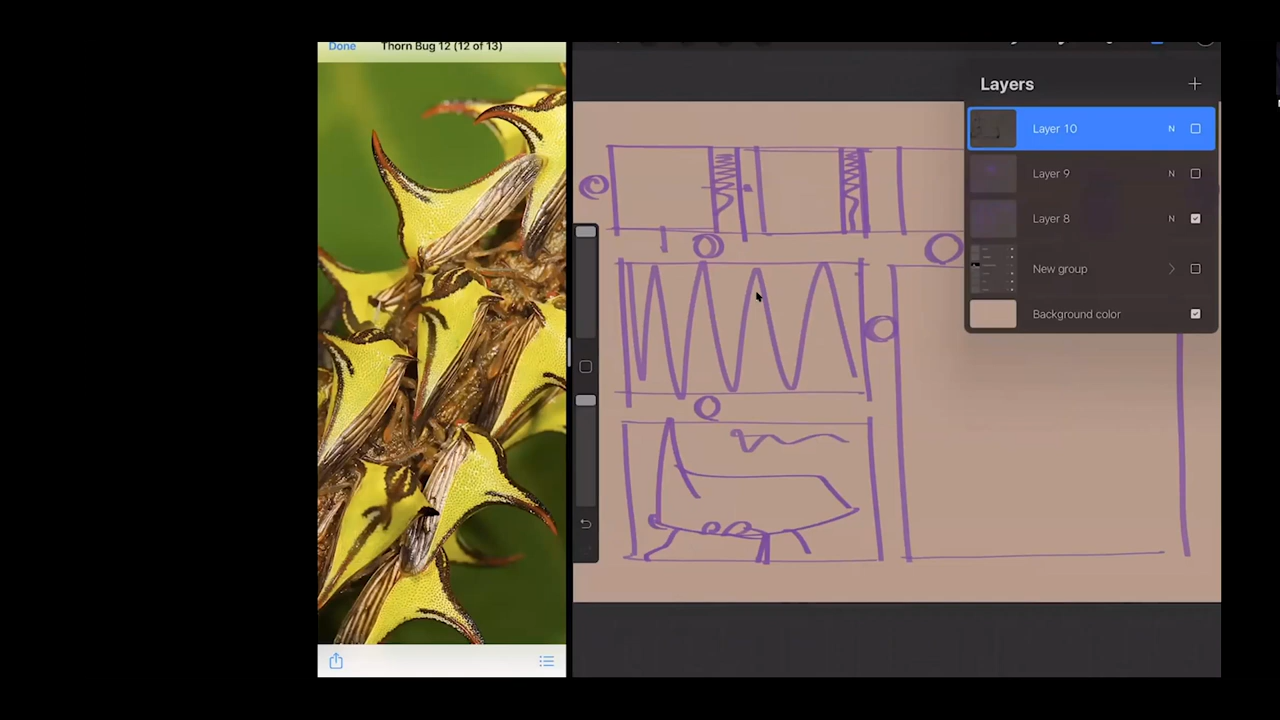 Done Thorn Bug 12 (12 of 13)
Layers +
Layer 10 N
Layer 9 N
Layer 8 N
New group
Background color